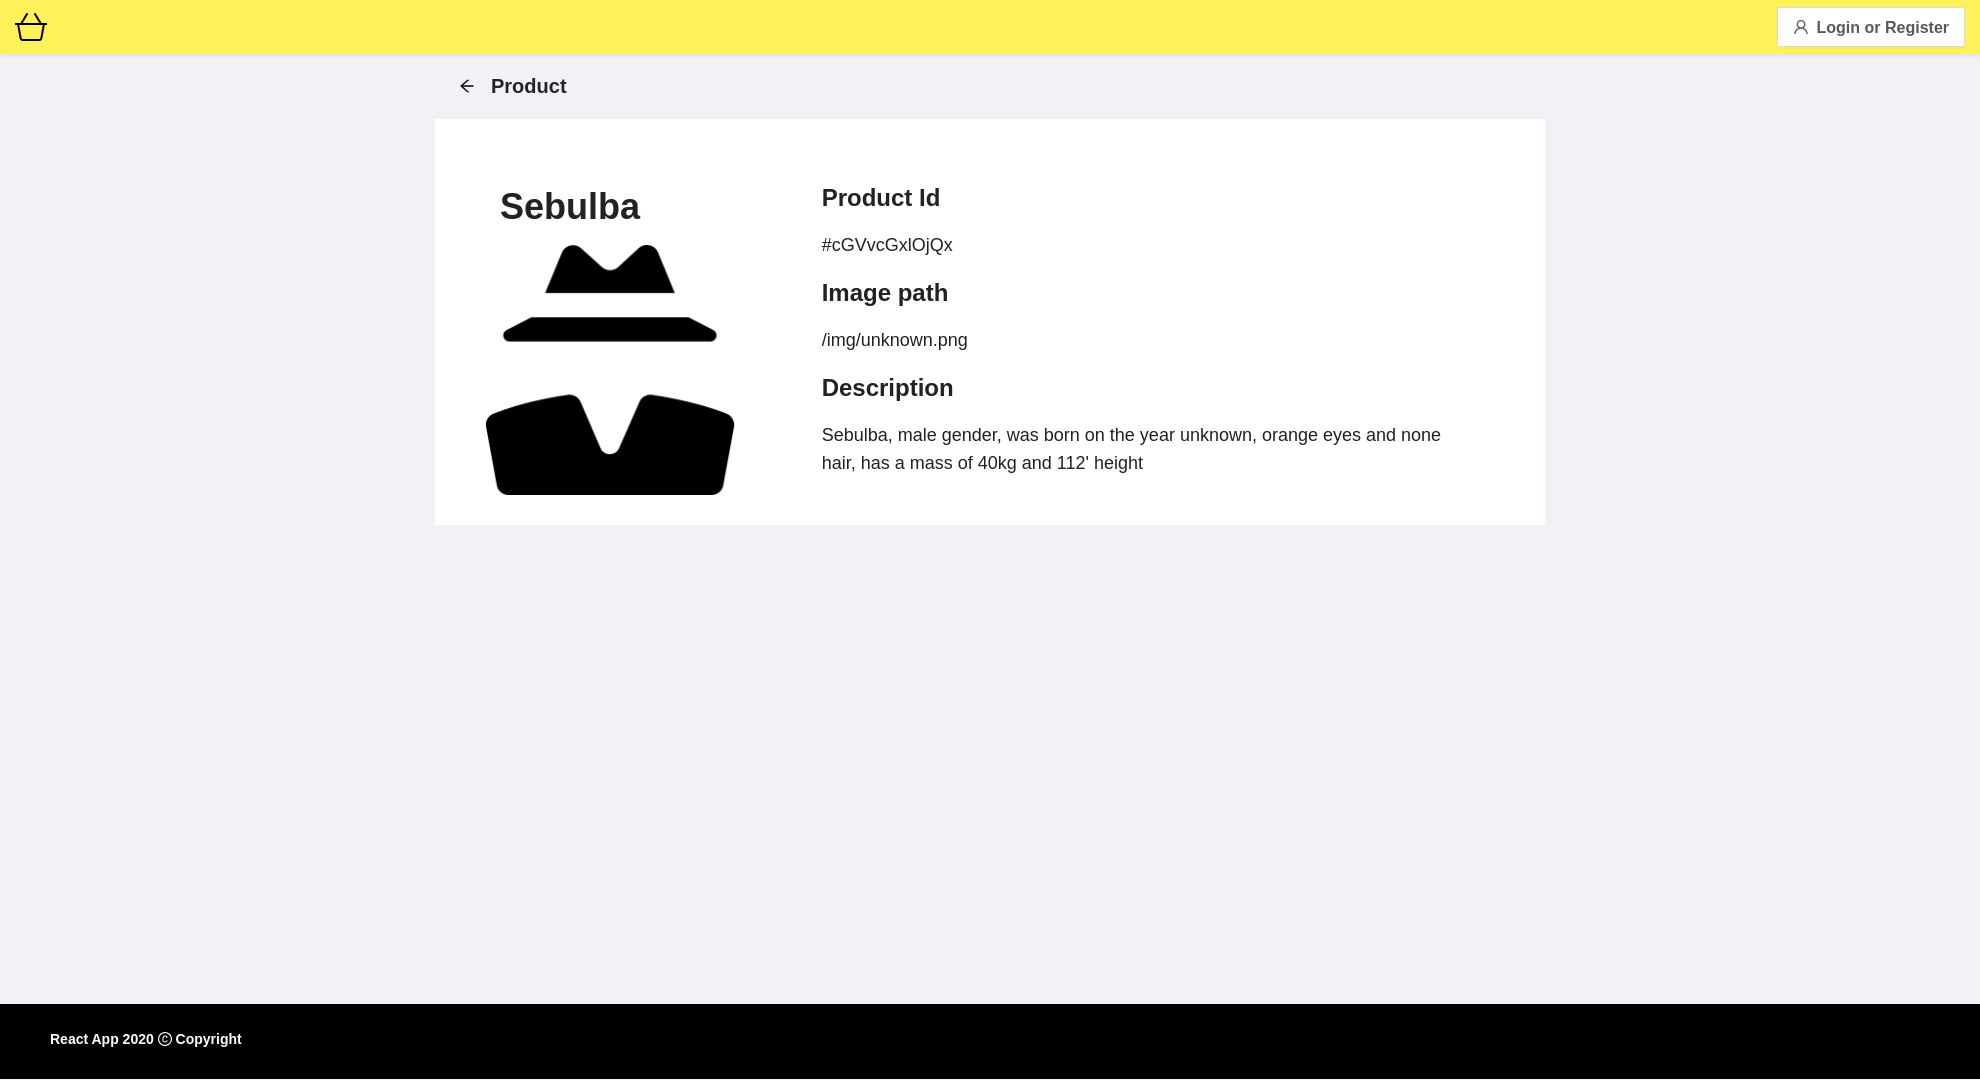 Login or Register
Product
Sebulba
Product Id
#cGVvcGxlOjQx
Image path
/img/unknown.png
Description
Sebulba, male gender, was born on the year unknown, orange eyes and none
hair, has a mass of 40kg and 112' height
React App 2020 © Copyright